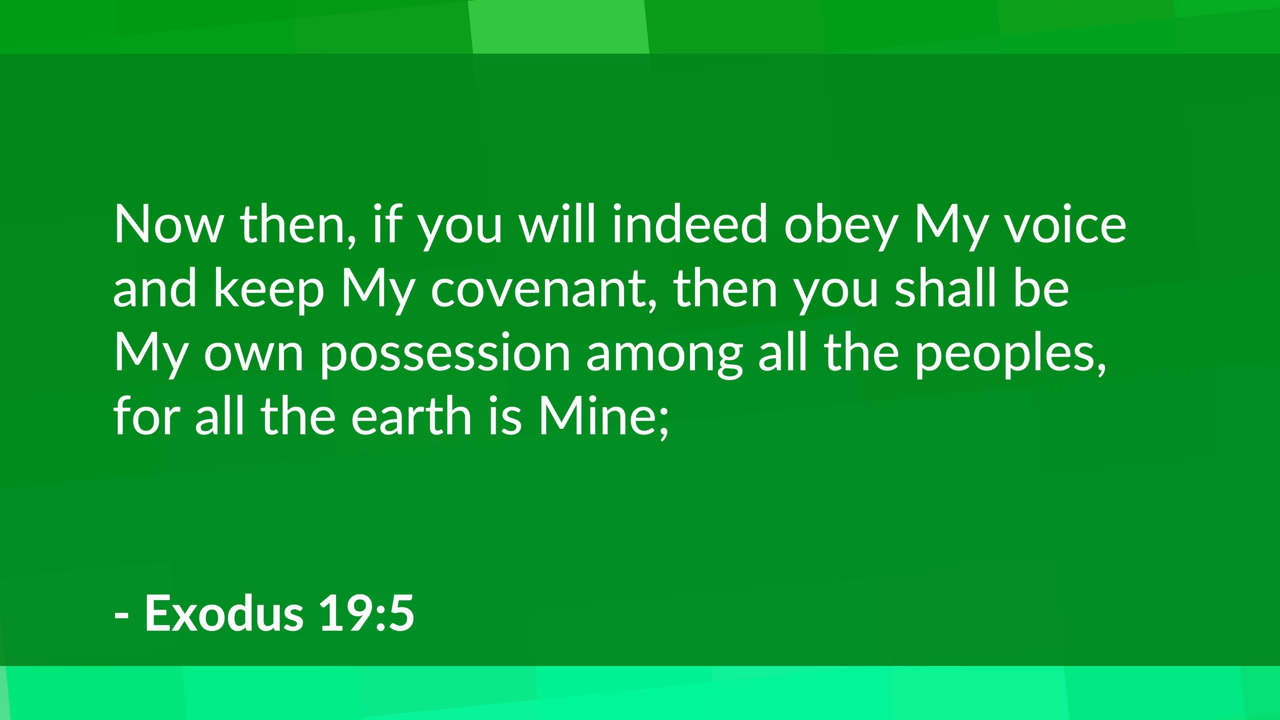 Now then, if you will indeed obey My voice
and keep My covenant, then you shall be
My own possession among all the peoples,
for all the earth is Mine;
- Exodus 19:5